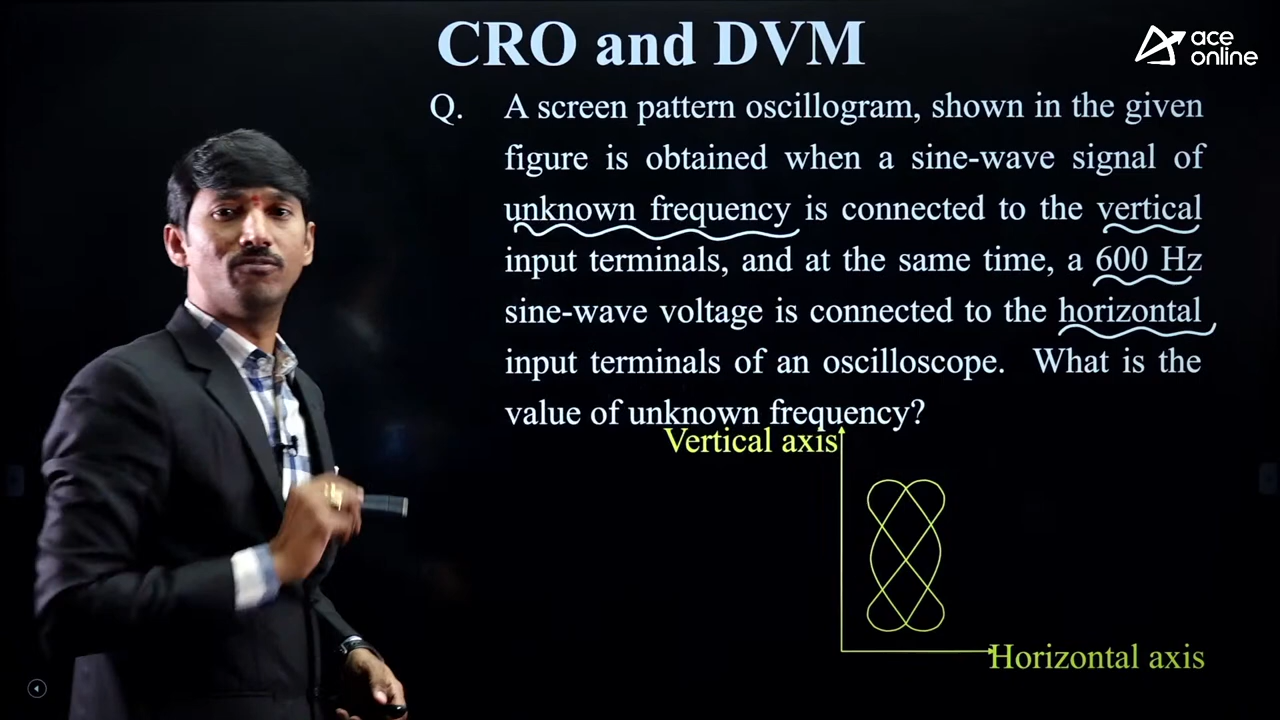 CRO and DVM
ace
online
Q. A screen pattern oscillogram, shown in the given
figure is obtained when a sine-wave signal of
unknown frequency is connected to the vertical
input terminals, and at the same time, a 600 Hz
sine-wave voltage is connected to the horizontal
input terminals of an oscilloscope. What is the
value of unknown frequency?
Vertical axis
Horizontal axis